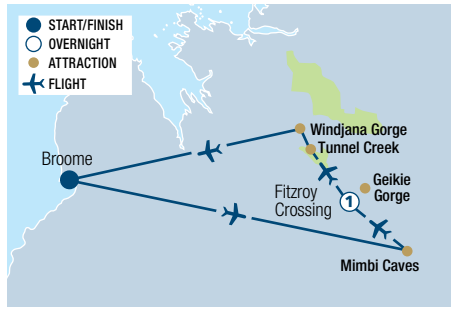 START/FINISH
OVERNIGHT
ATTRACTION
FLIGHT
Windjana Gorge
Tunnel Creek
Broome
Geikie
Gorge
Fitzroy
Crossing
1
Mimbi Caves